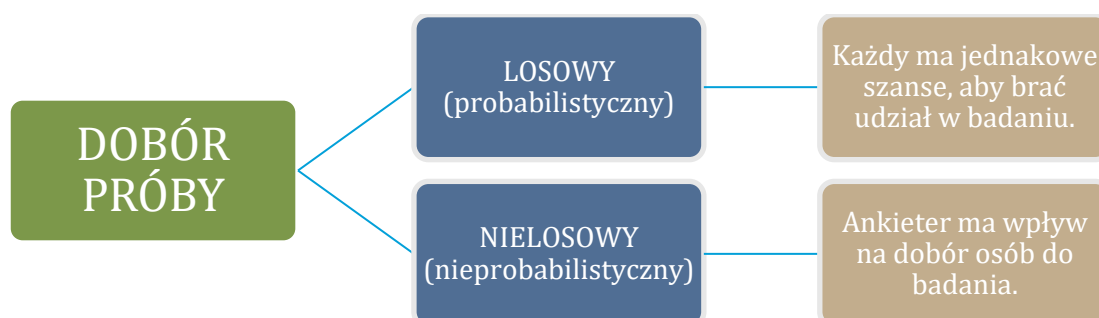 DOBÓR
PRÓBY
LOSOWY
(probabilistyczny)
Każdy ma jednakowe
szanse, aby brać
udział w badaniu.
NIELOSOWY
(nieprobabilistyczny)
Ankieter ma wpływ
na dobór osób do
badania.